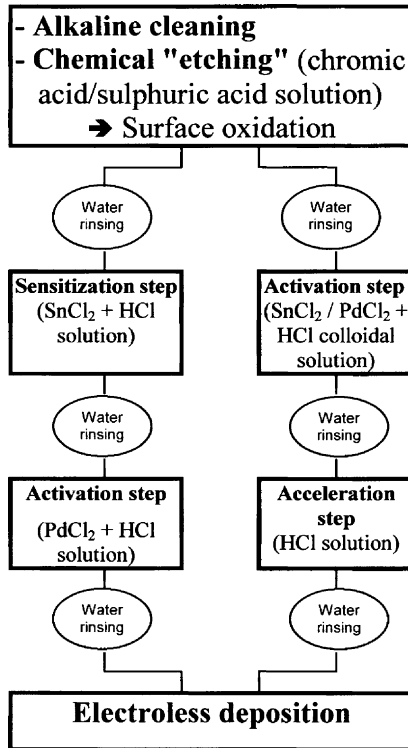 - Alkaline cleaning
- Chemical "etching" (chromic
acid/sulphuric acid solution)
➔ Surface oxidation
Water
rinsing
Water
rinsing
Sensitization step
(SnCl₂ + HCl
solution)
Activation step
(SnCl₂ / PdCl₂ +
HCl colloidal
solution)
Water
rinsing
Water
rinsing
Activation step
(PdCl₂ + HCl
solution)
Acceleration
step
(HCl solution)
Water
rinsing
Water
rinsing
Electroless deposition